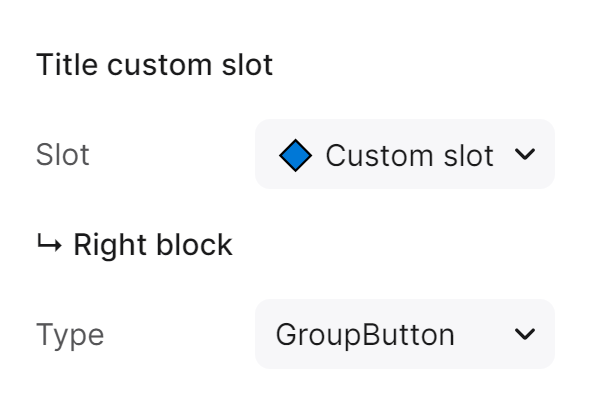 Title custom slot
Slot
Custom slot
↳ Right block
Type
GroupButton